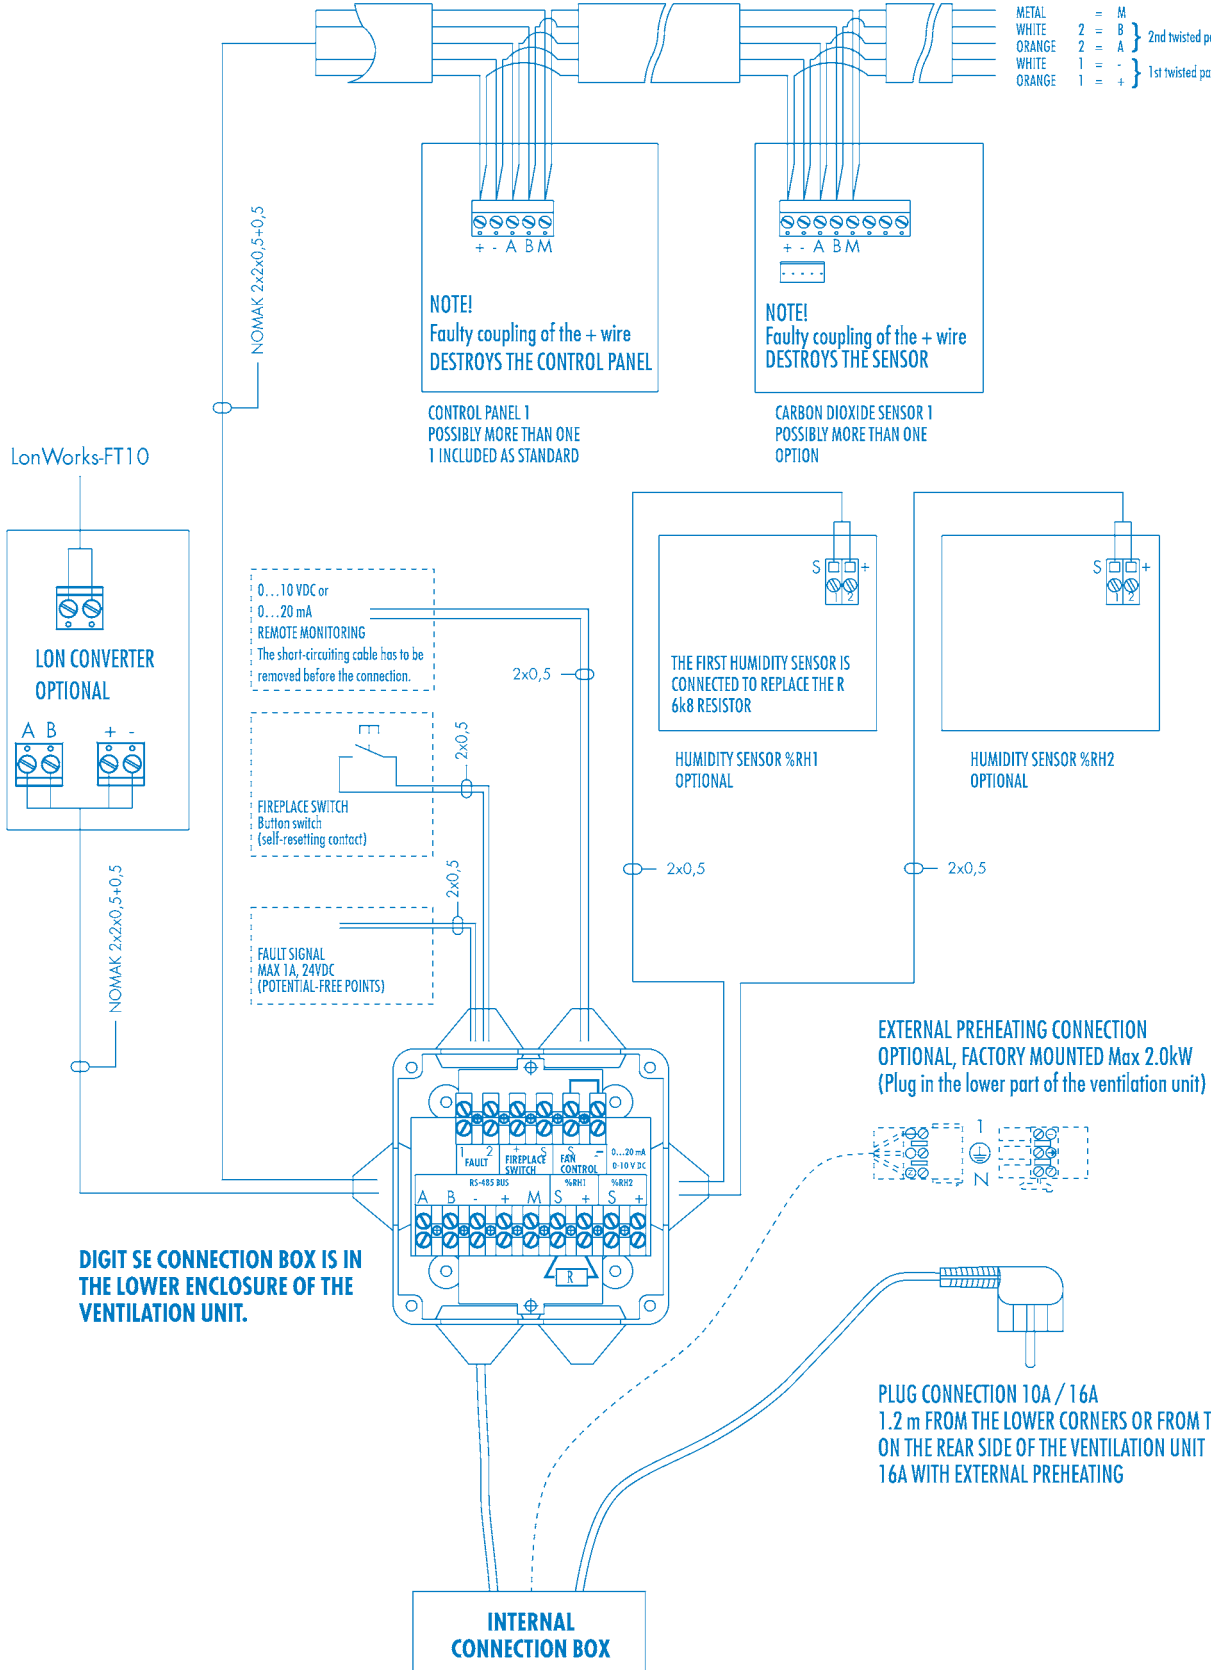 METAL = M
WHITE 2 = B
ORANGE 2 = A
2nd twisted p
WHITE 1 = -
ORANGE 1 = +
1st twisted pa
+ - A B M
NOTE!
Faulty coupling of the + wire
DESTROYS THE CONTROL PANEL
CONTROL PANEL 1
POSSIBLY MORE THAN ONE
1 INCLUDED AS STANDARD
+ - A B M
NOTE!
Faulty coupling of the + wire
DESTROYS THE SENSOR
CARBON DIOXIDE SENSOR 1
POSSIBLY MORE THAN ONE
OPTION
NOMAK 2x2x0,5+0,5
LonWorks-FT10
LON CONVERTER
OPTIONAL
A B + -
NOMAK 2x2x0,5+0,5
0...10 VDC or
0...20 mA
REMOTE MONITORING
The short-circuiting cable has to be
removed before the connection.
2x0,5
FIREPLACE SWITCH
Button switch
(self-resetting contact)
2x0,5
FAULT SIGNAL
MAX 1A, 24VDC
(POTENTIAL-FREE POINTS)
2x0,5
S +
1 2
THE FIRST HUMIDITY SENSOR IS
CONNECTED TO REPLACE THE R
6k8 RESISTOR
HUMIDITY SENSOR %RH1
OPTIONAL
2x0,5
S +
1 2
HUMIDITY SENSOR %RH2
OPTIONAL
2x0,5
EXTERNAL PREHEATING CONNECTION
OPTIONAL, FACTORY MOUNTED Max 2.0kW
(Plug in the lower part of the ventilation unit)
1
N
1 2 + S S -
FAULT
FIREPLACE
SWITCH
FAN
CONTROL
0...20 mA
0-10 V DC
RS-485 BUS %RH1 %RH2
A B - + M S + S +
R
DIGIT SE CONNECTION BOX IS IN
THE LOWER ENCLOSURE OF THE
VENTILATION UNIT.
PLUG CONNECTION 10A / 16A
1.2 m FROM THE LOWER CORNERS OR FROM T
ON THE REAR SIDE OF THE VENTILATION UNIT
16A WITH EXTERNAL PREHEATING
INTERNAL
CONNECTION BOX